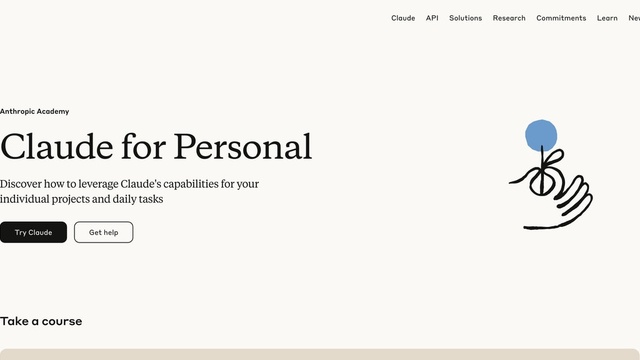 Claude API Solutions Research Commitments Learn
Anthropic Academy
Claude for Personal
Discover how to leverage Claude's capabilities for your
individual projects and daily tasks
Try Claude Get help
Take a course